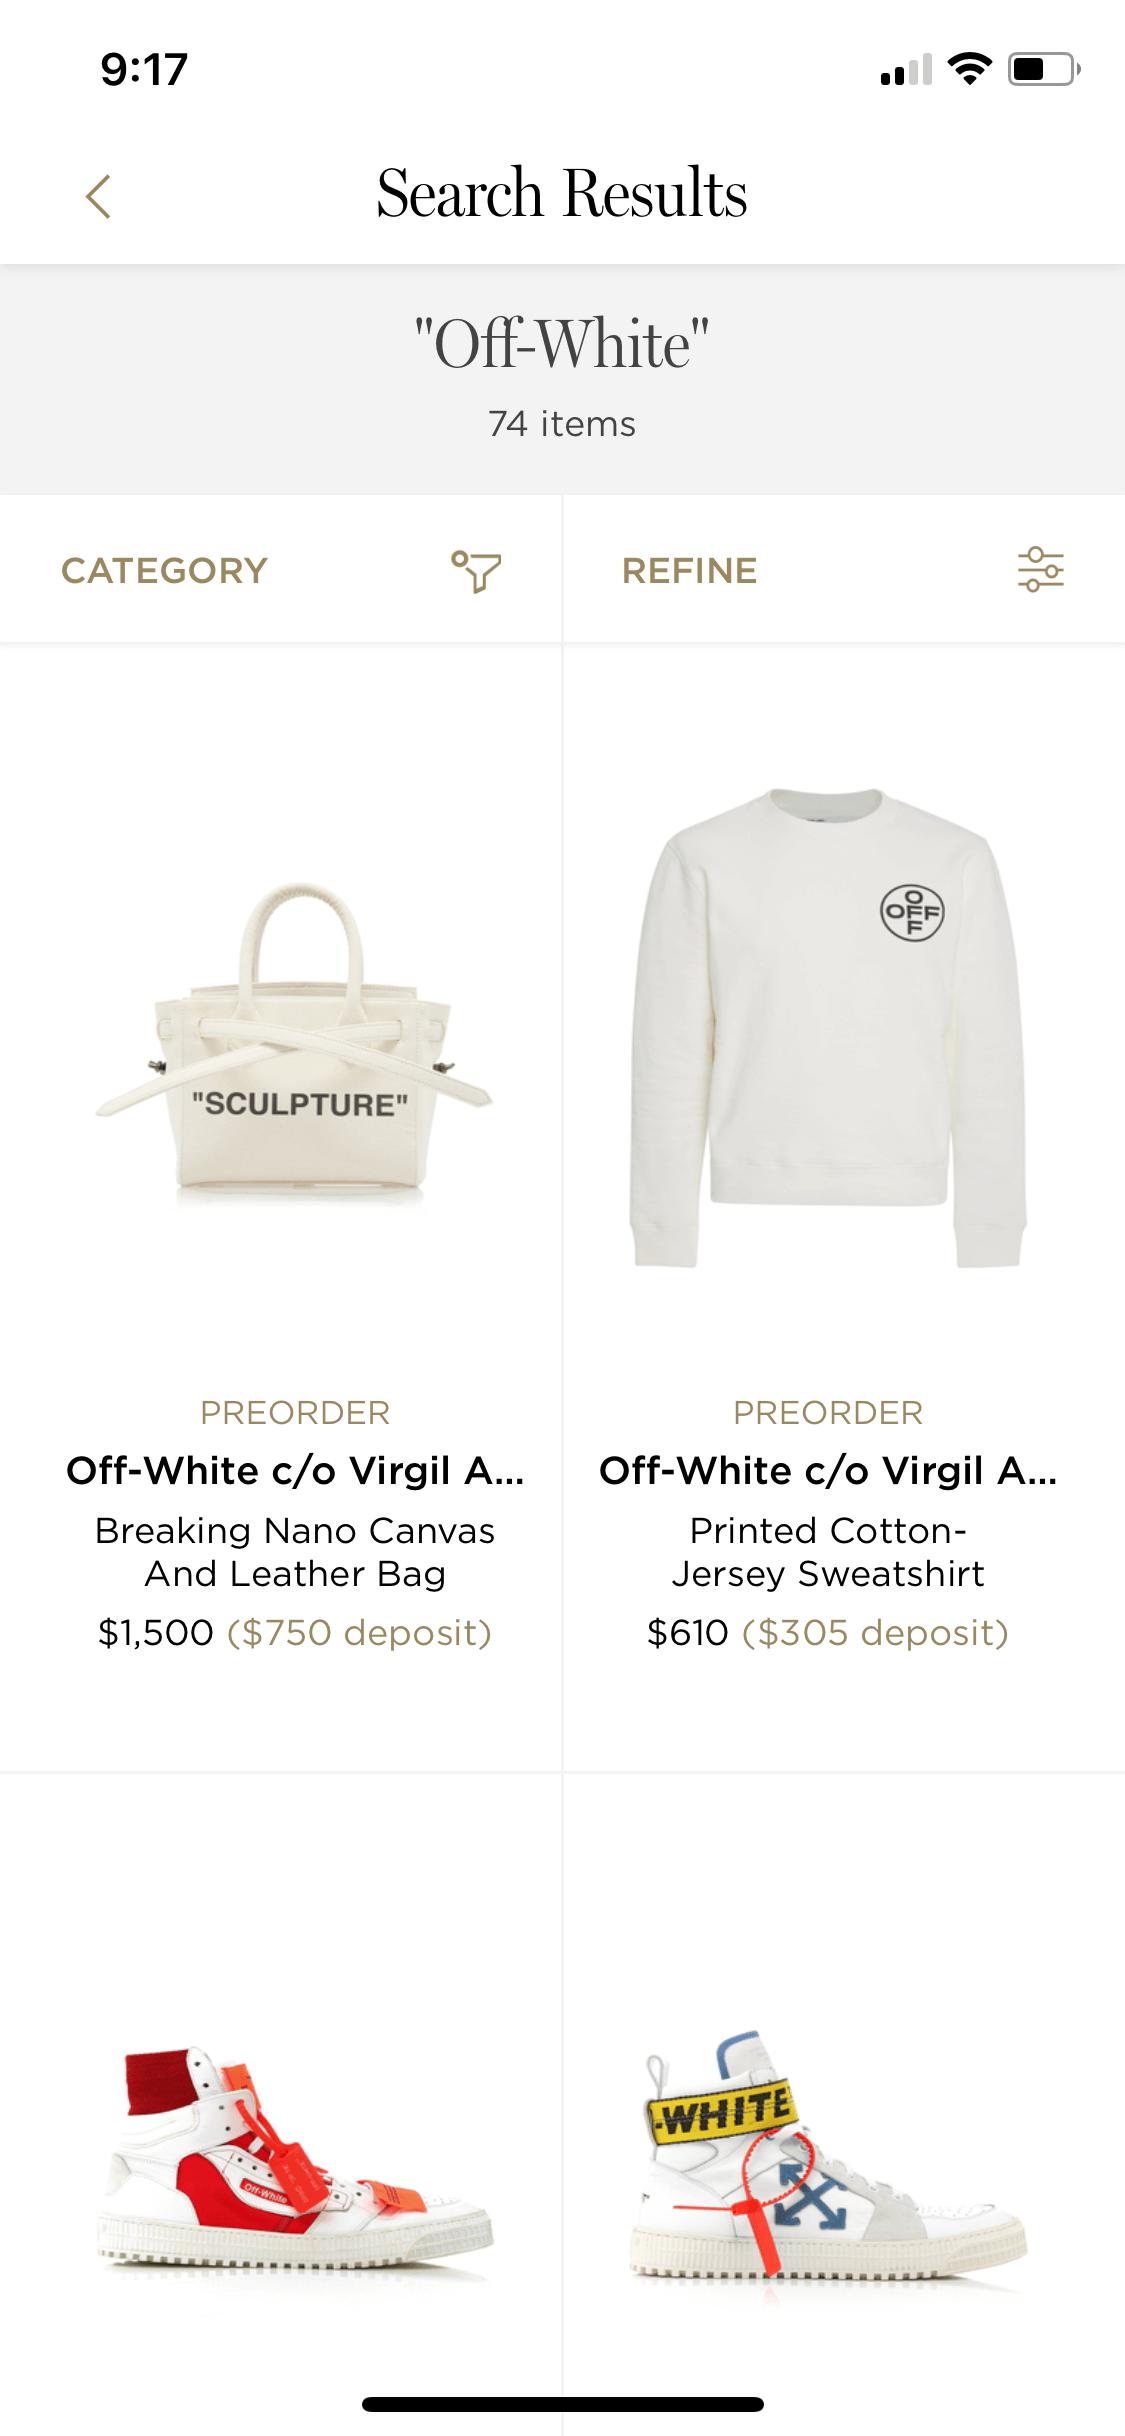 9:17
Search Results
"Off-White"
74 items
CATEGORY
REFINE
"SCULPTURE"
O
OFF
F
PREORDER
Off-White c/o Virgil A...
Breaking Nano Canvas
And Leather Bag
$1,500 ($750 deposit)
PREORDER
Off-White c/o Virgil A...
Printed Cotton-
Jersey Sweatshirt
$610 ($305 deposit)
Off-White
-WHITE